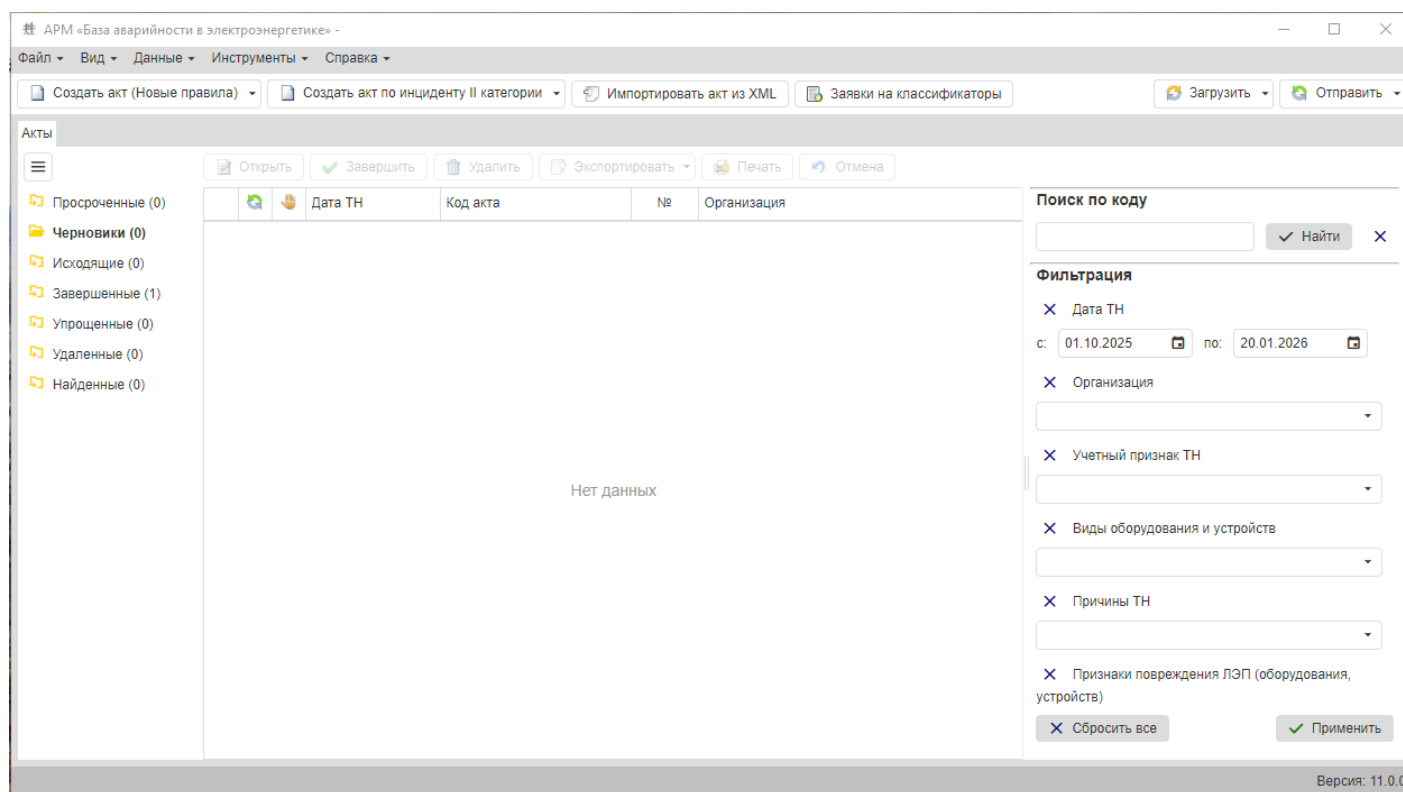 АРМ «База аварийности в электроэнергетике» -
Файл Вид Данные Инструменты Справка
Создать акт (Новые правила) Создать акт по инциденту II категории Импортировать акт из XML Заявки на классификаторы Загрузить Отправить
Акты
Открыть Завершить Удалить Экспортировать Печать Отмена
Просроченные (0)
Черновики (0)
Исходящие (0)
Завершенные (1)
Упрощенные (0)
Удаленные (0)
Найденные (0)
Дата ТН Код акта № Организация
Нет данных
Поиск по коду
Найти
Фильтрация
Дата ТН
с: 01.10.2025 по: 20.01.2026
Организация
Учетный признак ТН
Виды оборудования и устройств
Причины ТН
Признаки повреждения ЛЭП (оборудования,
устройств)
Сбросить все Применить
Версия: 11.0.0